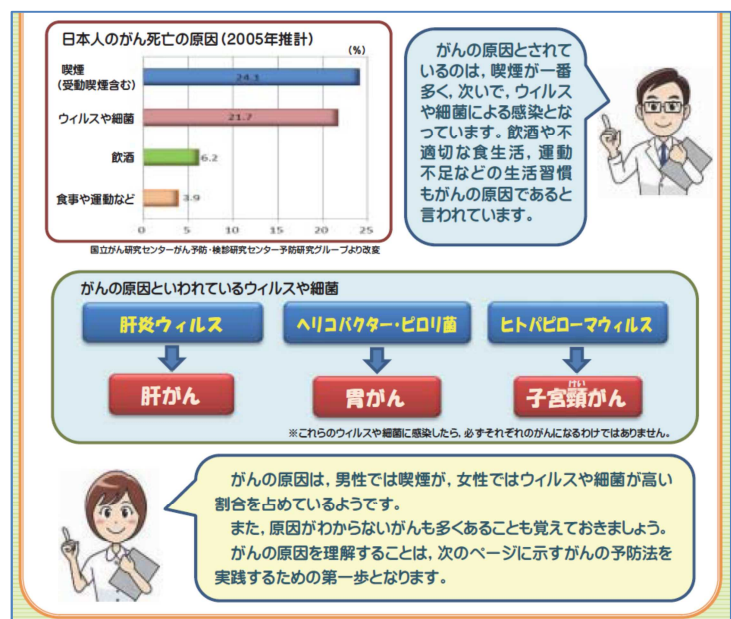 日本人のがん死亡の原因(2005年推計)
(%)
喫煙
(受動喫煙含む)
24.1
ウィルスや細菌
21.7
飲酒
6.2
食事や運動など
3.9
0 5 10 15 20 25
国立がん研究センターがん予防・検診研究センター予防研究グループより改変
がんの原因とされて
いるのは,喫煙が一番
多く,次いで,ウィルス
や細菌による感染とな
っています。飲酒や不
適切な食生活,運動
不足などの生活習慣
もがんの原因であると
言われています。
がんの原因といわれているウィルスや細菌
肝炎ウィルス
ヘリコバクター・ピロリ菌
ヒトパピローマウィルス
肝がん
胃がん
けい
子宮頸がん
※これらのウィルスや細菌に感染したら,必ずそれぞれのがんになるわけではありません。
がんの原因は,男性では喫煙が,女性ではウィルスや細菌が高い
割合を占めているようです。
また,原因がわからないがんも多くあることも覚えておきましょう。
がんの原因を理解することは,次のページに示すがんの予防法を
実践するための第一歩となります。